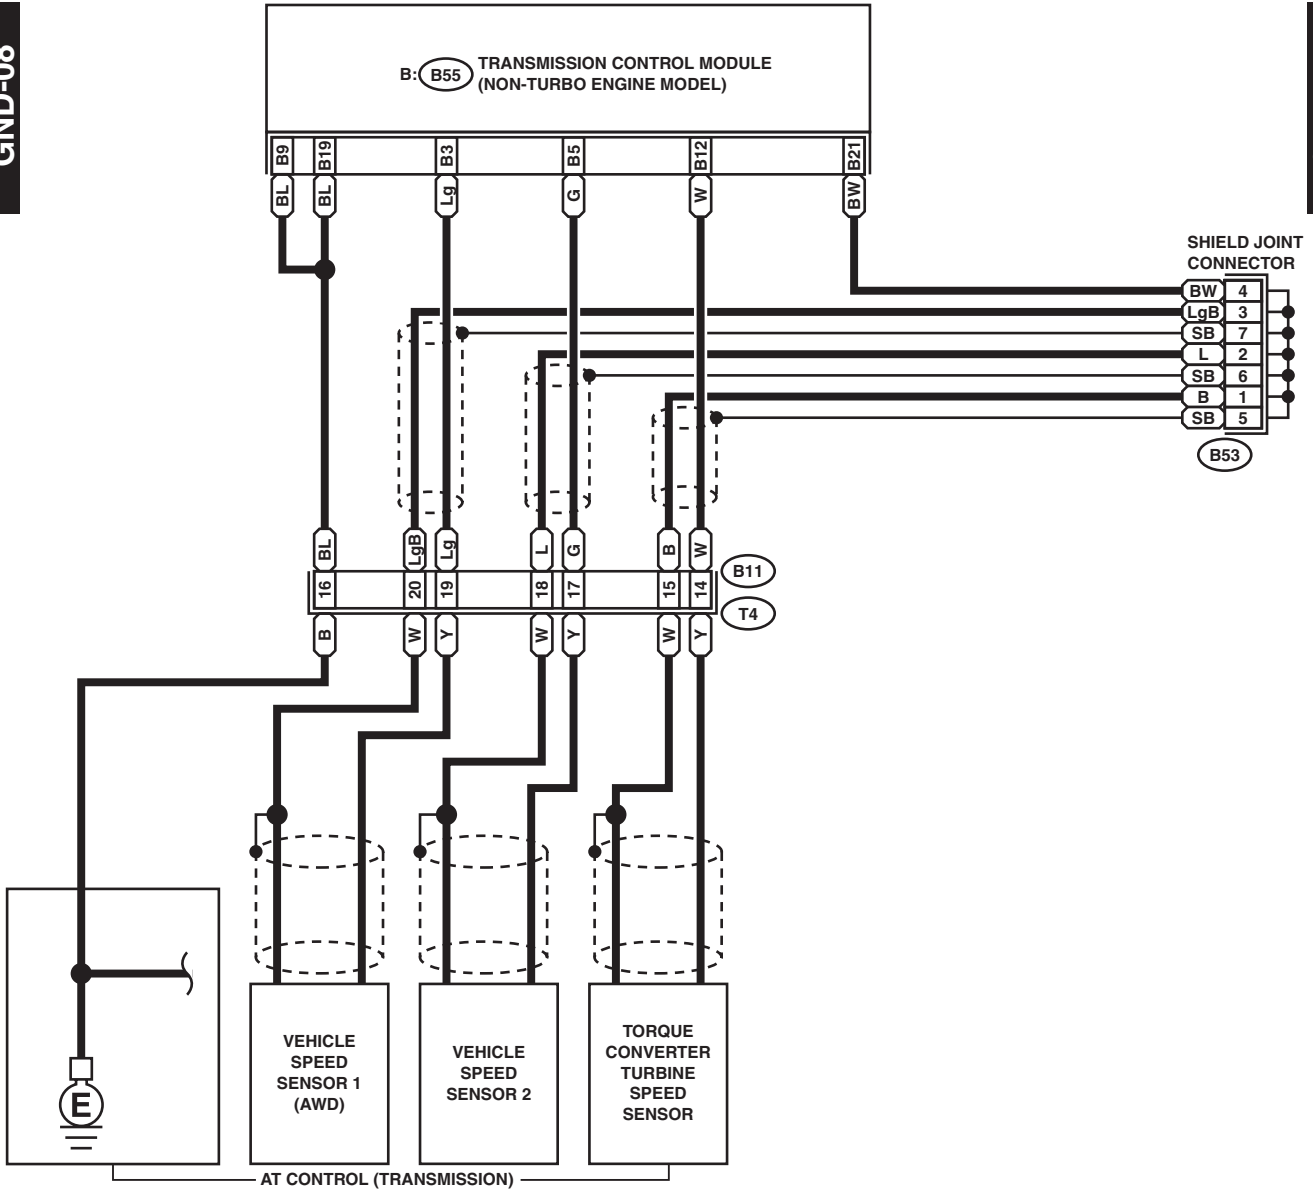 GND-08
B: B55 TRANSMISSION CONTROL MODULE
(NON-TURBO ENGINE MODEL)
B9 B19 B3 B5 B12 B21
BL BL Lg G W BW
SHIELD JOINT
CONNECTOR
BW 4
LgB 3
SB 7
L 2
SB 6
B 1
SB 5
B53
BL LgB Lg L G B W
B11
16 20 19 18 17 15 14
T4
B W Y W Y W Y
VEHICLE
SPEED
SENSOR 1
(AWD)
VEHICLE
SPEED
SENSOR 2
TORQUE
CONVERTER
TURBINE
SPEED
SENSOR
E
AT CONTROL (TRANSMISSION)